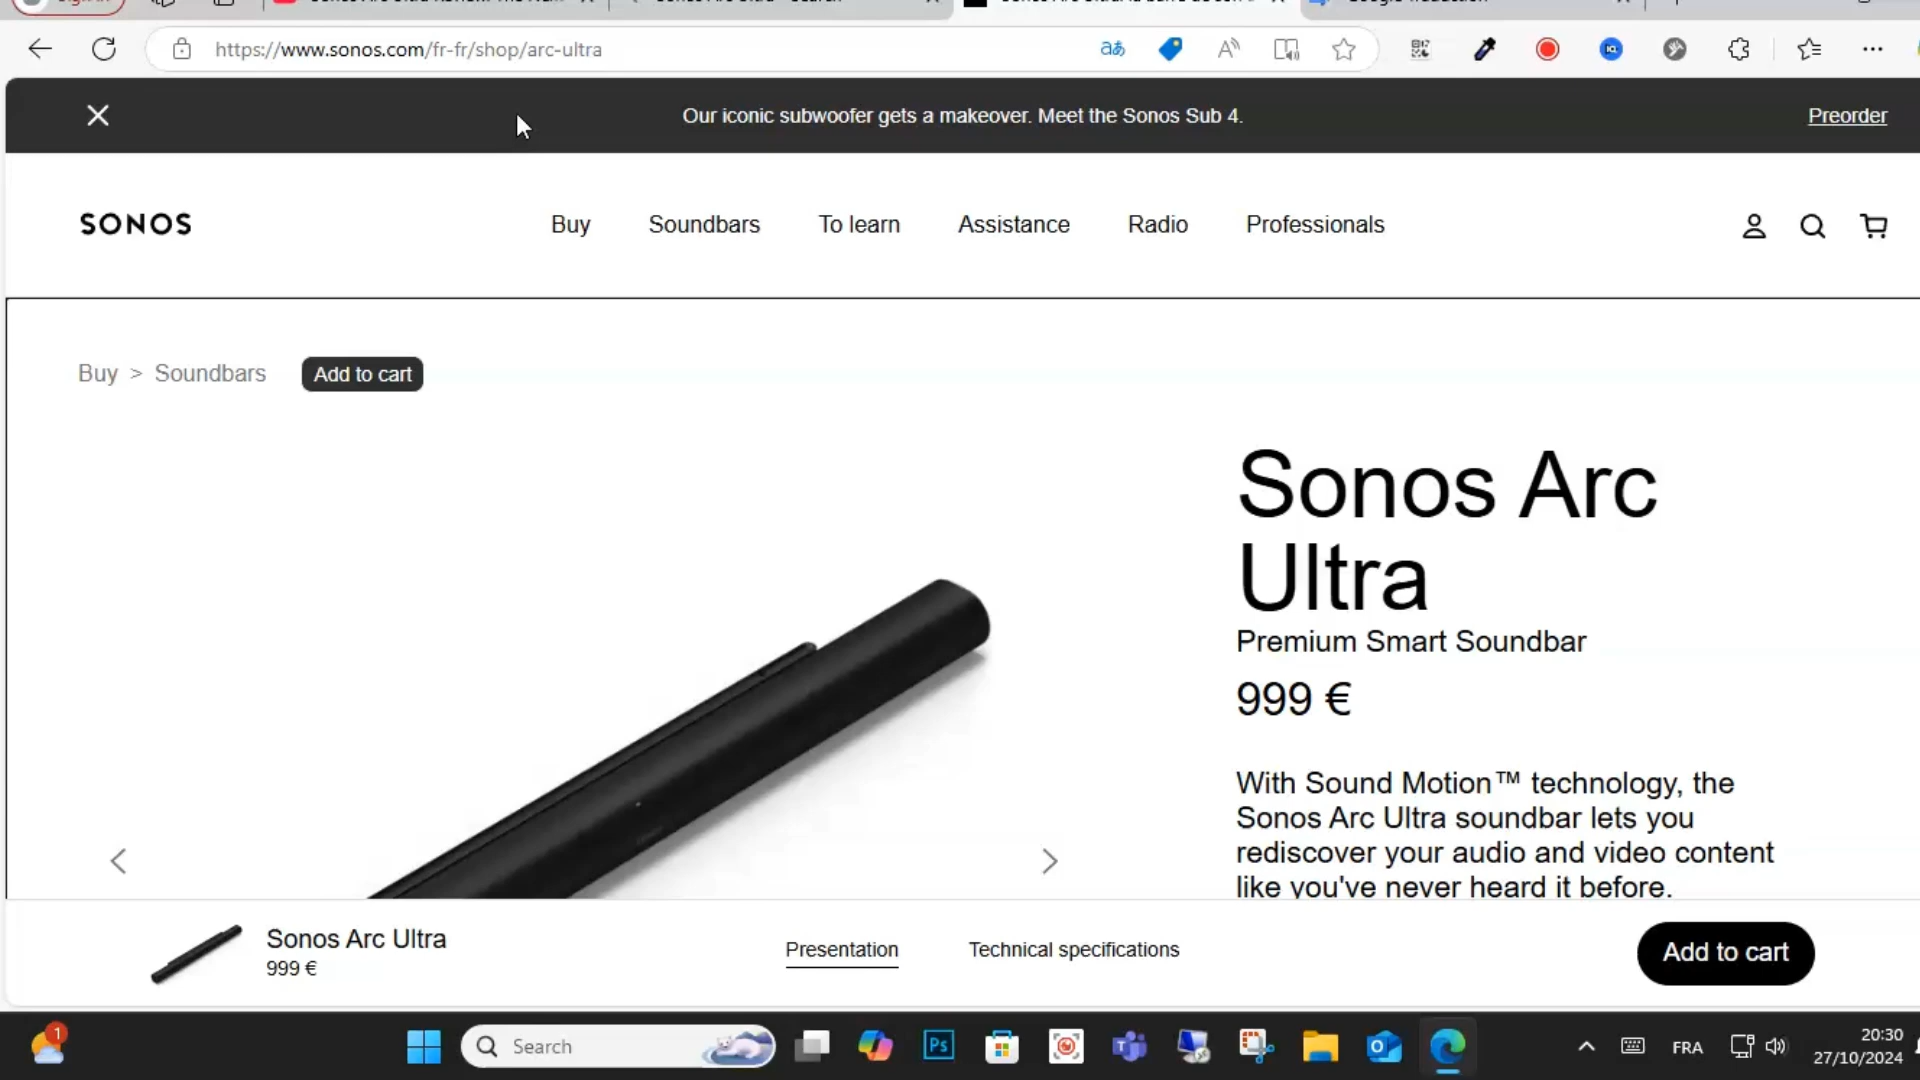 https://www.sonos.com/fr-fr/shop/arc-ultra
Our iconic subwoofer gets a makeover. Meet the Sonos Sub 4.
Preorder
SONOS
Buy
Soundbars
To learn
Assistance
Radio
Professionals
Buy > Soundbars
Add to cart
Sonos Arc
Ultra
Premium Smart Soundbar
999 €
With Sound Motion™ technology, the
Sonos Arc Ultra soundbar lets you
rediscover your audio and video content
like you've never heard it before.
Sonos Arc Ultra
999 €
Presentation
Technical specifications
Add to cart
1
Search
Ps
FRA
20:30
27/10/2024